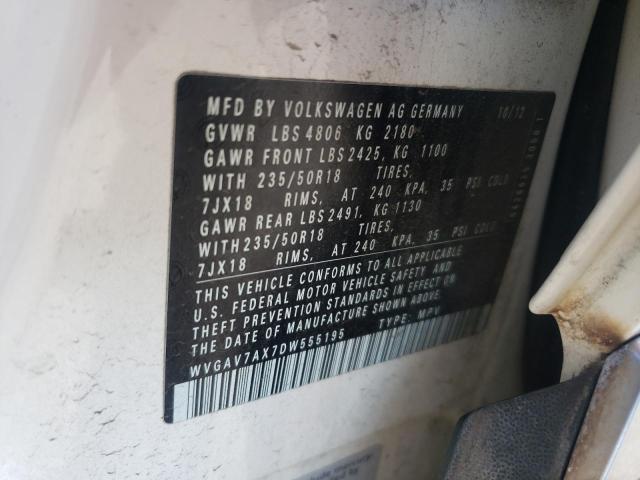 MFD BY VOLKSWAGEN AG GERMANY 10/12
GVWR LBS 4806 KG 2180
GAWR FRONT LBS 2425, KG 1100
WITH 235/50R18 TIRES,
7JX18 RIMS, AT 240 KPA, 35 PSI COLD
GAWR REAR LBS 2491, KG 1130
WITH 235/50R18 TIRES,
7JX18 RIMS, AT 240 KPA, 35 PSI COLD
THIS VEHICLE CONFORMS TO ALL APPLICABLE
U.S. FEDERAL MOTOR VEHICLE SAFETY AND
THEFT PREVENTION STANDARDS IN EFFECT ON
THE DATE OF MANUFACTURE SHOWN ABOVE.
WVGAV7AX7DW555195 TYPE: MPV